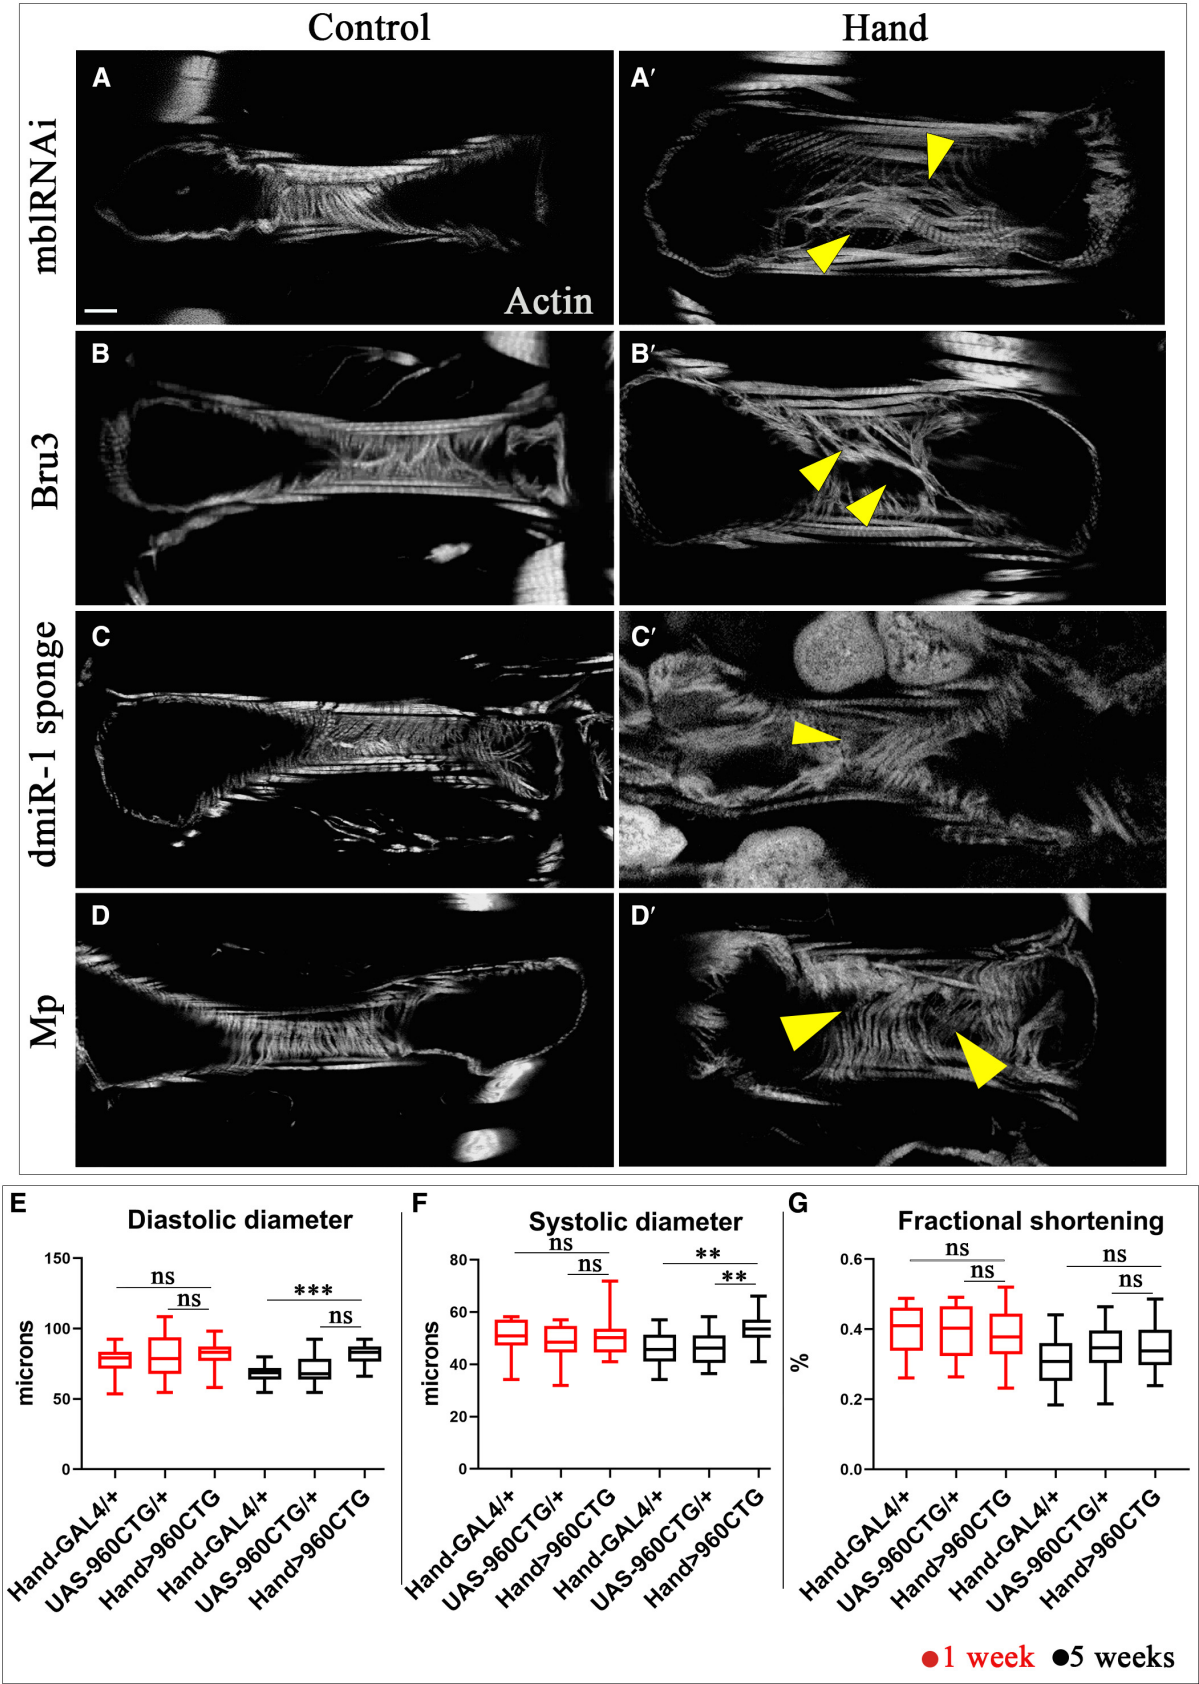 Control Hand
mblRNAi
A
A′
Actin
Bru3
B
B′
dmiR-1 sponge
C
C′
Mp
D
D′
E
Diastolic diameter
microns
150
100
50
0
ns
ns
***
ns
Hand-GAL4/+
UAS-960CTG/+
Hand>960CTG
Hand-GAL4/+
UAS-960CTG/+
Hand>960CTG
F
Systolic diameter
microns
80
60
40
20
0
ns
ns
**
**
Hand-GAL4/+
UAS-960CTG/+
Hand>960CTG
Hand-GAL4/+
UAS-960CTG/+
Hand>960CTG
G
Fractional shortening
%
0.6
0.4
0.2
0.0
ns
ns
ns
ns
Hand-GAL4/+
UAS-960CTG/+
Hand>960CTG
Hand-GAL4/+
UAS-960CTG/+
Hand>960CTG
1 week 5 weeks